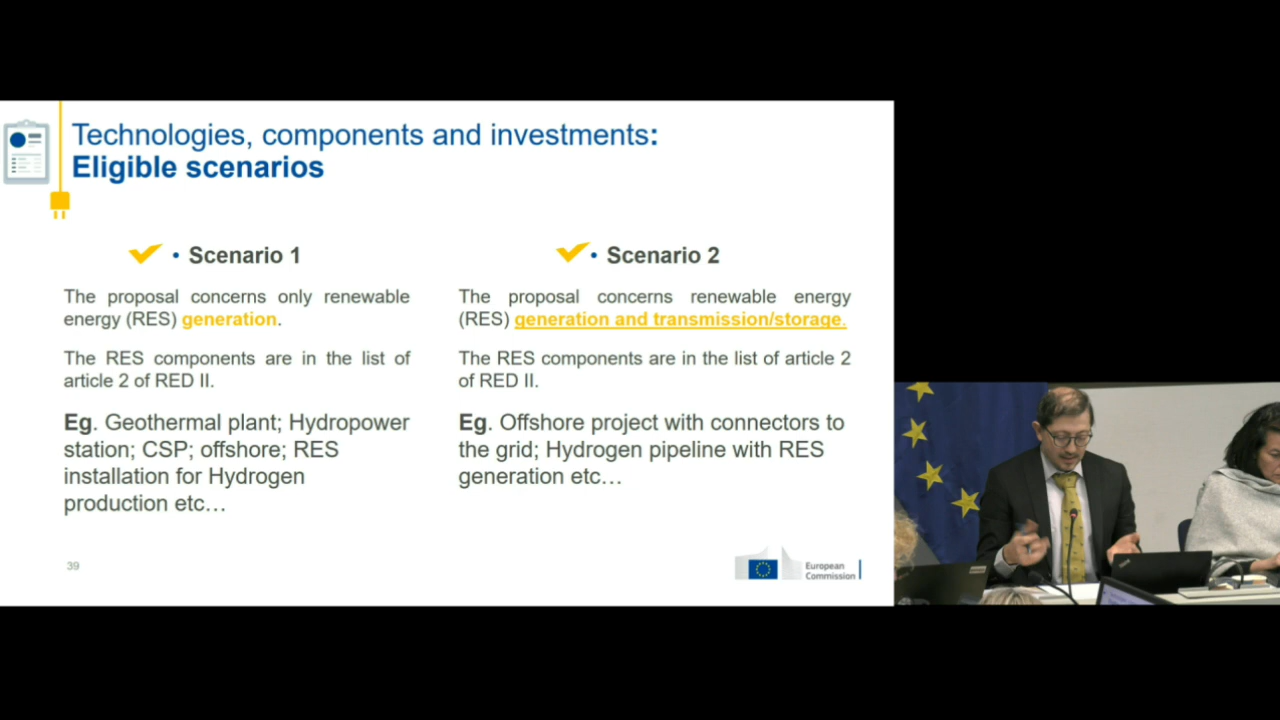 Technologies, components and investments:
Eligible scenarios
• Scenario 1
The proposal concerns only renewable
energy (RES) generation.
The RES components are in the list of
article 2 of RED II.
Eg. Geothermal plant; Hydropower
station; CSP; offshore; RES
installation for Hydrogen
production etc…
• Scenario 2
The proposal concerns renewable energy
(RES) generation and transmission/storage.
The RES components are in the list of article 2
of RED II.
Eg. Offshore project with connectors to
the grid; Hydrogen pipeline with RES
generation etc…
39
European
Commission